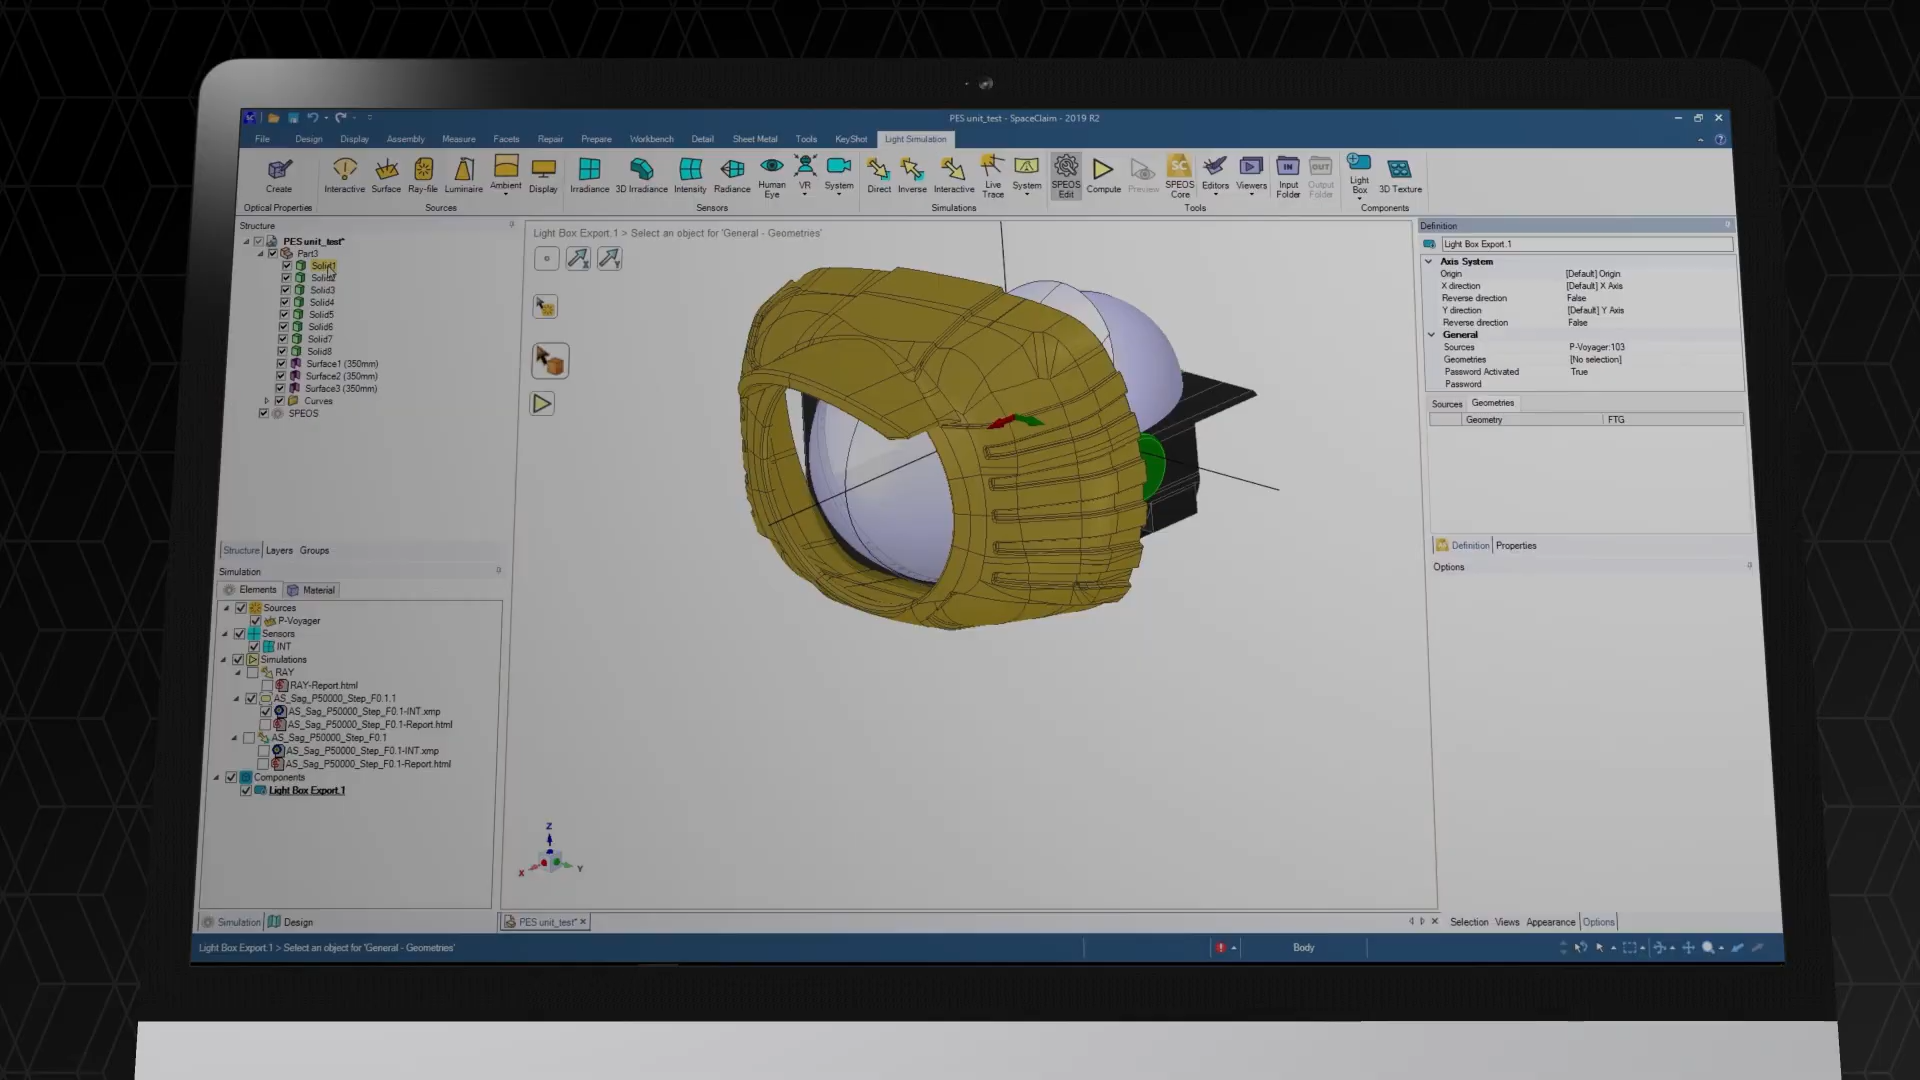 PES unit_test - SpaceClaim - 2019 R2
File Design Display Assembly Measure Facets Repair Prepare Workbench Detail Sheet Metal Tools KeyShot Light Simulation
Create Interactive Surface Ray-file Luminaire Ambient Display Irradiance 3D Irradiance Intensity Radiance Human Eye VR System Direct Inverse Interactive Live Trace System SPEOS Edit Compute Preview SPEOS Core Editors Viewers Input Folder Output Folder Light Box 3D Texture
Optical Properties Sources Sensors Simulations Tools Components
Structure
PES unit_test*
Part3
Solid1
Solid2
Solid3
Solid4
Solid5
Solid6
Solid7
Solid8
Surface1 (350mm)
Surface2 (350mm)
Surface3 (350mm)
Curves
SPEOS
Structure Layers Groups
Simulation
Elements Material
Sources
P-Voyager
Sensors
INT
Simulations
RAY
RAY-Report.html
AS_Sag_P50000_Step_F0.1.1
AS_Sag_P50000_Step_F0.1-INT.xmp
AS_Sag_P50000_Step_F0.1-Report.html
AS_Sag_P50000_Step_F0.1
AS_Sag_P50000_Step_F0.1-INT.xmp
AS_Sag_P50000_Step_F0.1-Report.html
Components
Light Box Export.1
Simulation Design
Light Box Export.1 > Select an object for 'General - Geometries'
X Y
Z
X Y
PES unit_test*
Definition
Light Box Export.1
Axis System
Origin [Default] Origin
X direction [Default] X Axis
Reverse direction False
Y direction [Default] Y Axis
Reverse direction False
General
Sources P-Voyager:103
Geometries [No selection]
Password Activated True
Password
Sources Geometries
Geometry FTG
Definition Properties
Options
Selection Views Appearance Options
Light Box Export.1 > Select an object for 'General - Geometries'
Body